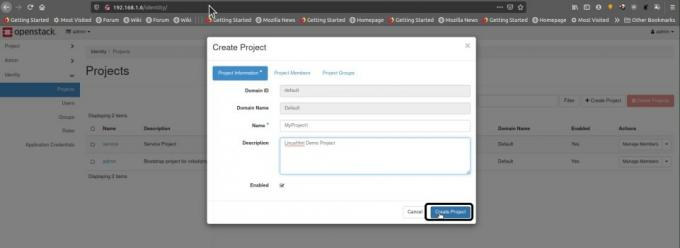 192.168.1.6/identity/
Getting Started Most Visited Forum Forum Wiki Getting Started Mozilla News Getting Started Homepage Getting Started Mozilla News Getting Started Homepage Most Visited >> Other Bookmarks
openstack. admin
admin
Project
Admin
Identity
Projects
Users
Groups
Roles
Application Credentials
Identity / Projects
Projects
Filter + Create Project Delete Projects
Displaying 2 items
Name Description Domain Name Enabled Actions
service Service Project Default Yes Manage Members
admin Bootstrap project for Default Yes Manage Members
Displaying 2 items
Create Project ×
Project Information * Project Members Project Groups
Domain ID default
Domain Name Default
Name * MyProject1
Description LinuxHint Demo Project
Enabled
Cancel Create Project